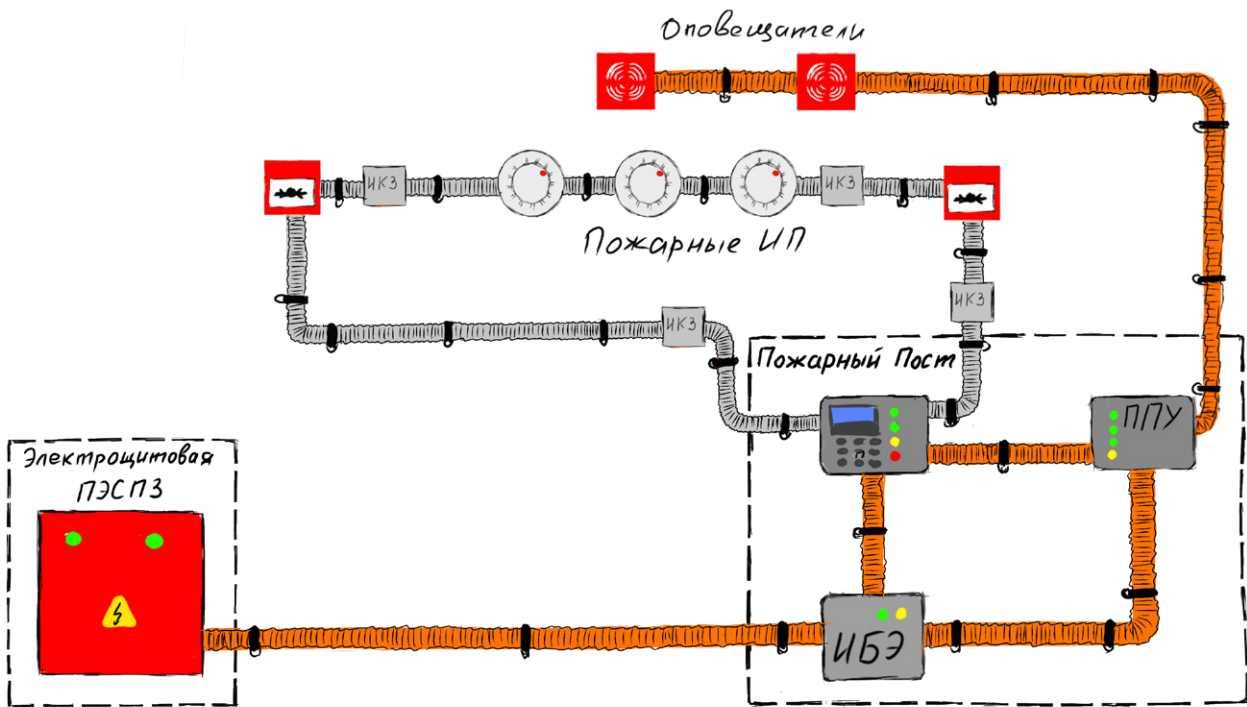 Оповещатели
ИКЗ
ИКЗ
Пожарные ИП
ИКЗ
ИКЗ
Пожарный Пост
ППУ
Электрощитовая
ПЭСПЗ
ИБЭ